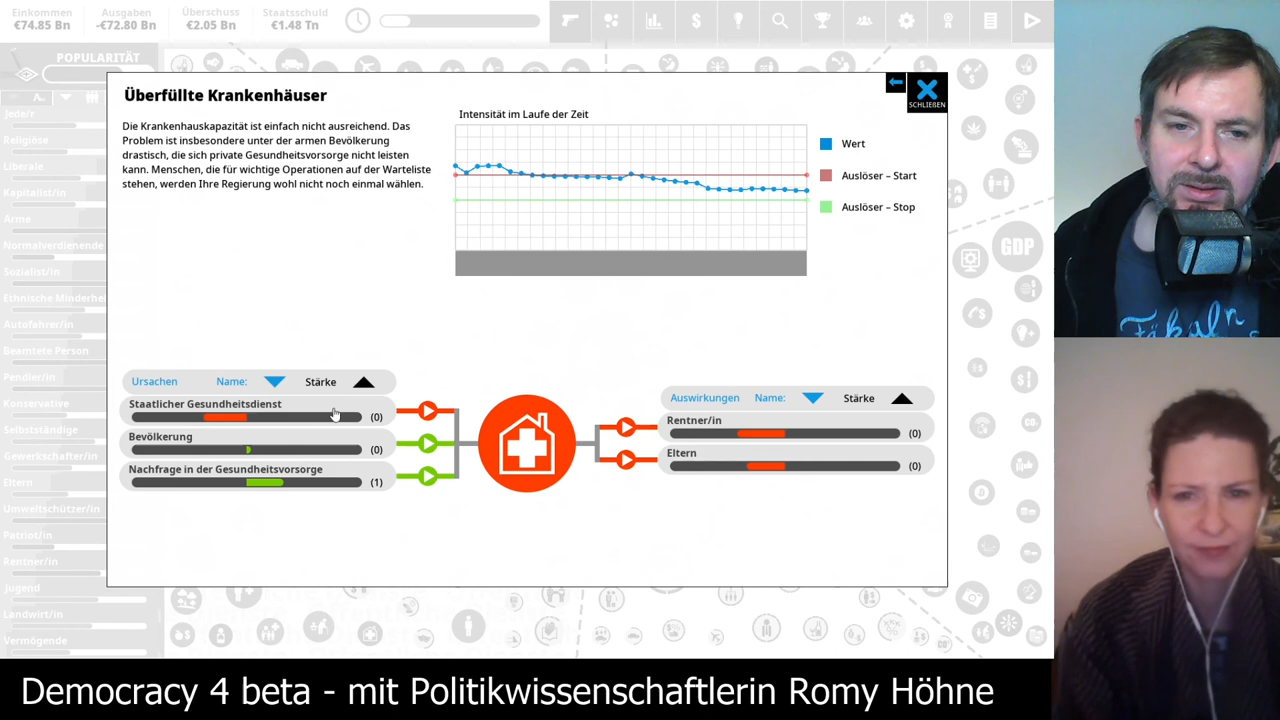 Einkommen
€74.85 Bn
Ausgaben
-€72.80 Bn
Überschuss
€2.05 Bn
Staatsschuld
€1.48 Tn
POPULARITÄT
Jede/r
Religiöse
Liberale
Kapitalist/in
Arme
Normalverdienende
Sozialist/in
Ethnische Minderhei
Autofahrer/in
Beamtete Person
Pendler/in
Konservative
Selbstständige
Gewerkschafter/in
Eltern
Umweltschützer/in
Patriot/in
Rentner/in
Jugend
Landwirt/in
Vermögende
GDP
Überfüllte Krankenhäuser
SCHLIEßEN
Die Krankenhauskapazität ist einfach nicht ausreichend. Das
Problem ist insbesondere unter der armen Bevölkerung
drastisch, die sich private Gesundheitsvorsorge nicht leisten
kann. Menschen, die für wichtige Operationen auf der Warteliste
stehen, werden Ihre Regierung wohl nicht noch einmal wählen.
Intensität im Laufe der Zeit
Wert
Auslöser – Start
Auslöser – Stop
Ursachen Name: Stärke
Staatlicher Gesundheitsdienst
(0)
Bevölkerung
(0)
Nachfrage in der Gesundheitsvorsorge
(1)
Auswirkungen Name: Stärke
Rentner/in
(0)
Eltern
(0)
Democracy 4 beta - mit Politikwissenschaftlerin Romy Höhne